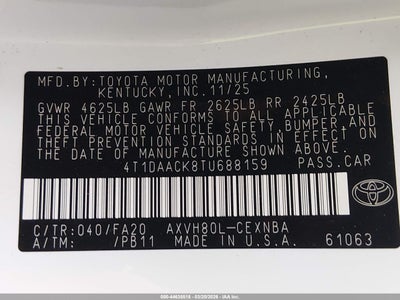 MFD.BY:TOYOTA MOTOR MANUFACTURING,
KENTUCKY,INC.11/25
GVWR 4625LB GAWR FR 2625LB RR 2425LB
THIS VEHICLE CONFORMS TO ALL APPLICABLE
FEDERAL MOTOR VEHICLE SAFETY, BUMPER AND
THEFT PREVENTION STANDARDS IN EFFECT ON
THE DATE OF MANUFACTURE SHOWN ABOVE.
4T1DAACK8TU688159 PASS.CAR
C/TR:040/FA20 AXVH80L-CEXNBA
A/TM: /PB11 MADE IN U.S.A. 61063
TOYOTA